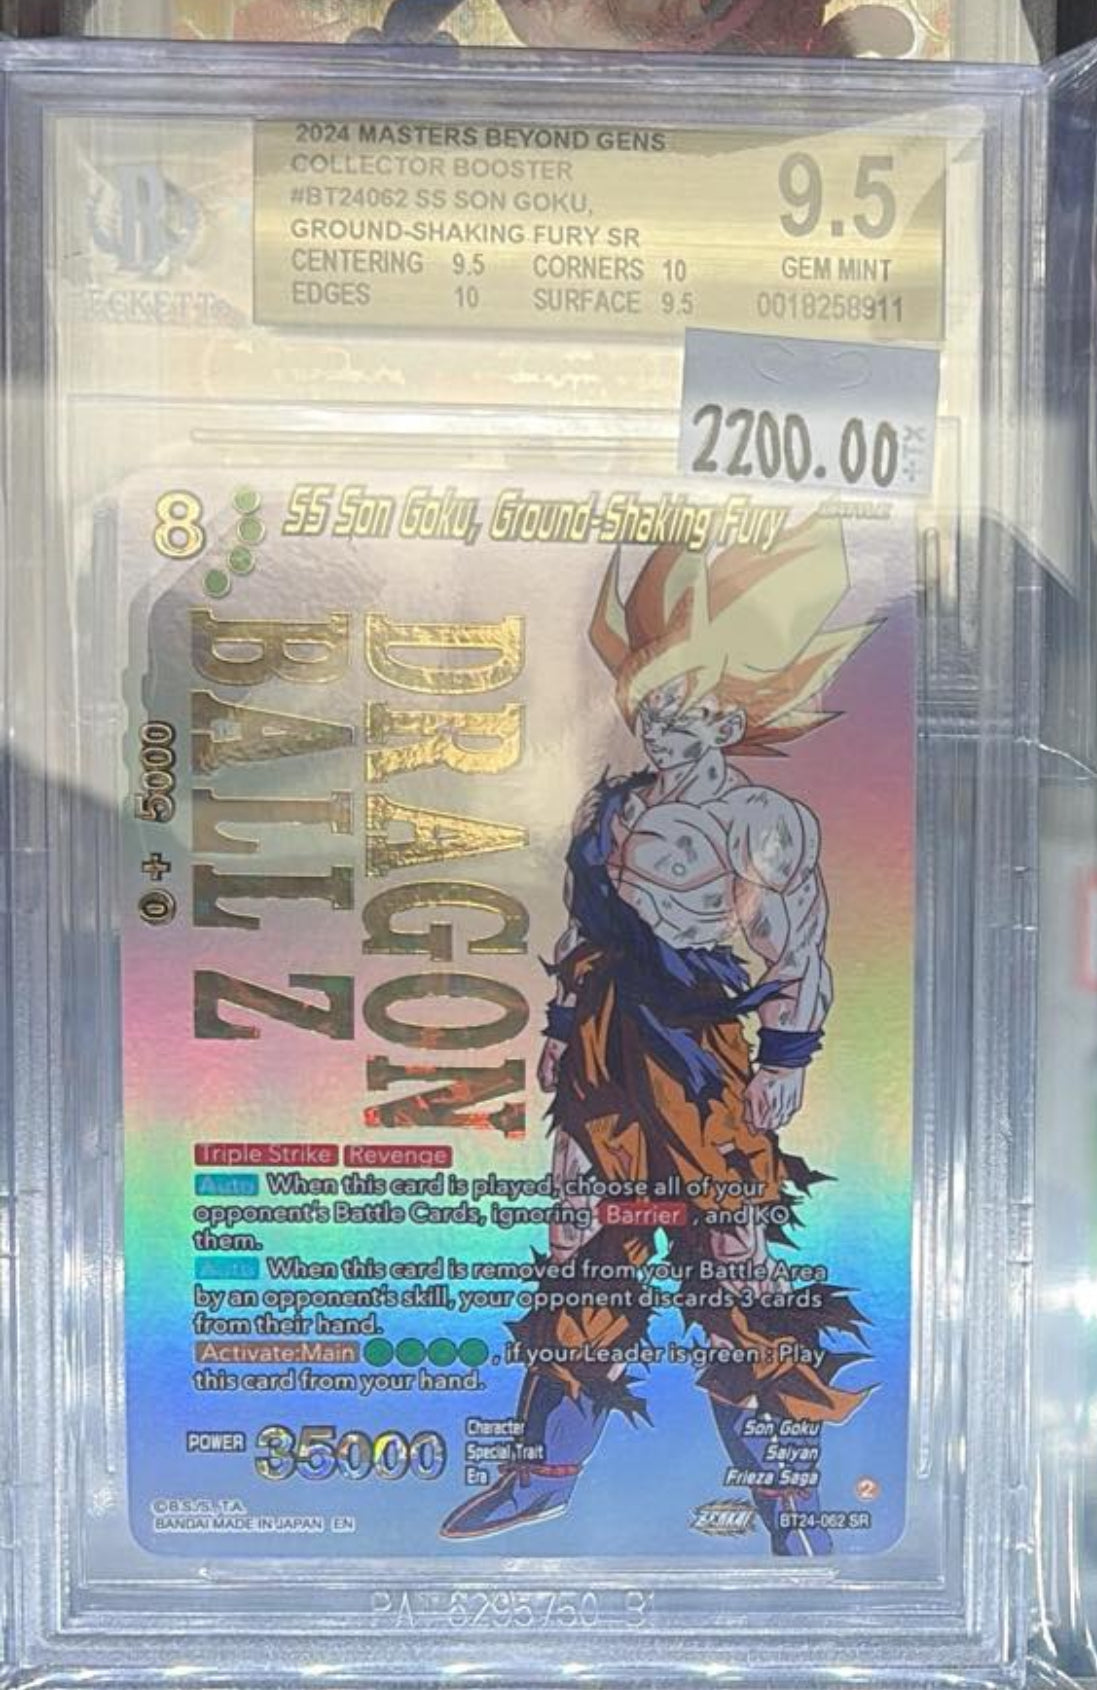 2024 MASTERS BEYOND GENS
COLLECTOR BOOSTER
#BT24062 SS SON GOKU,
GROUND-SHAKING FURY SR
CENTERING 9.5 CORNERS 10
EDGES 10 SURFACE 9.5
9.5
GEM MINT
0018258911
2200.00
+TX
8
SS Son Goku, Ground-Shaking Fury
DRAGON
BALL Z
0 + 5000
Triple Strike Revenge
Auto When this card is played, choose all of your
opponent's Battle Cards, ignoring Barrier , and KO
them.
Auto When this card is removed from your Battle Area
by an opponent's skill, your opponent discards 3 cards
from their hand.
Activate:Main , if your Leader is green : Play
this card from your hand.
POWER 35000
Character Son Goku
Special Trait Saiyan
Era Frieza Saga
2
©B.S./S., T.A.
BANDAI MADE IN JAPAN EN
ZENKAI
BT24-062 SR